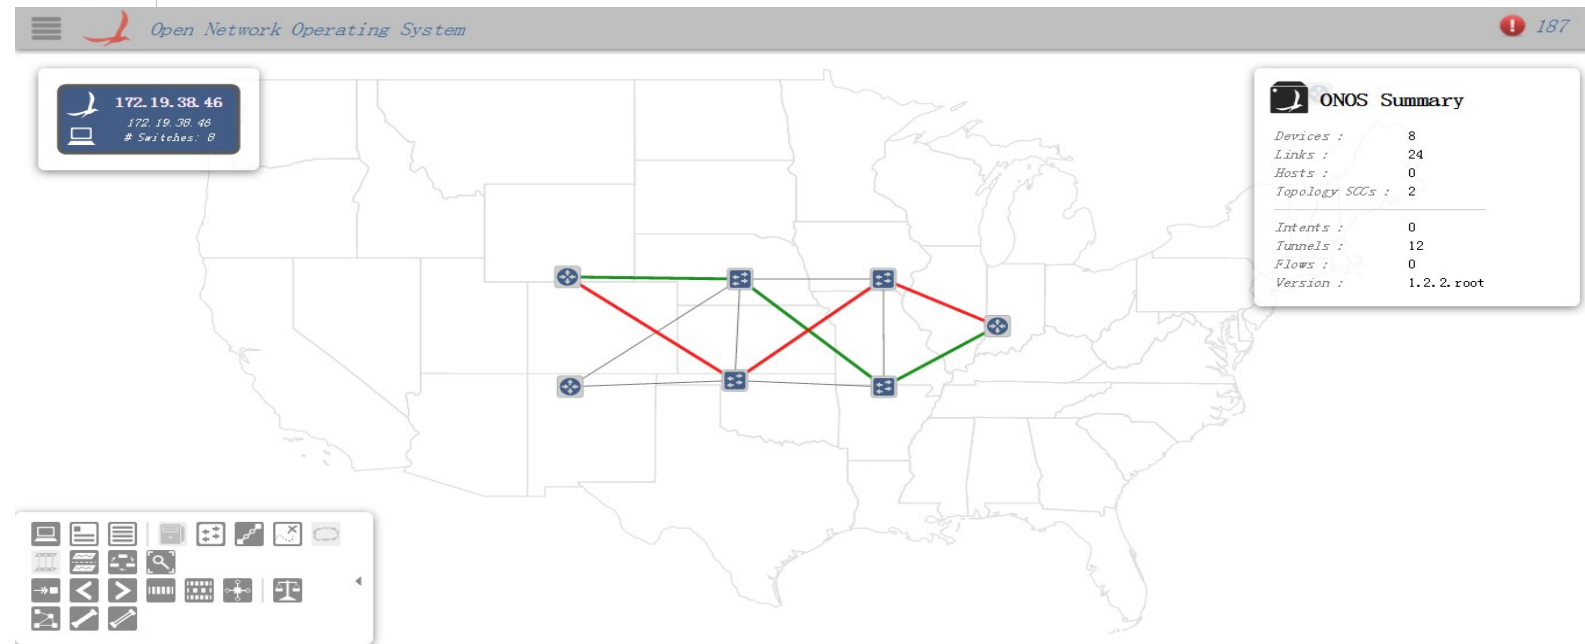 Open Network Operating System
187
172.19.38.46
172.19.38.46
# Switches: 8
ONOS Summary
Devices : 8
Links : 24
Hosts : 0
Topology SCCs : 2
Intents : 0
Tunnels : 12
Flows : 0
Version : 1.2.2.root